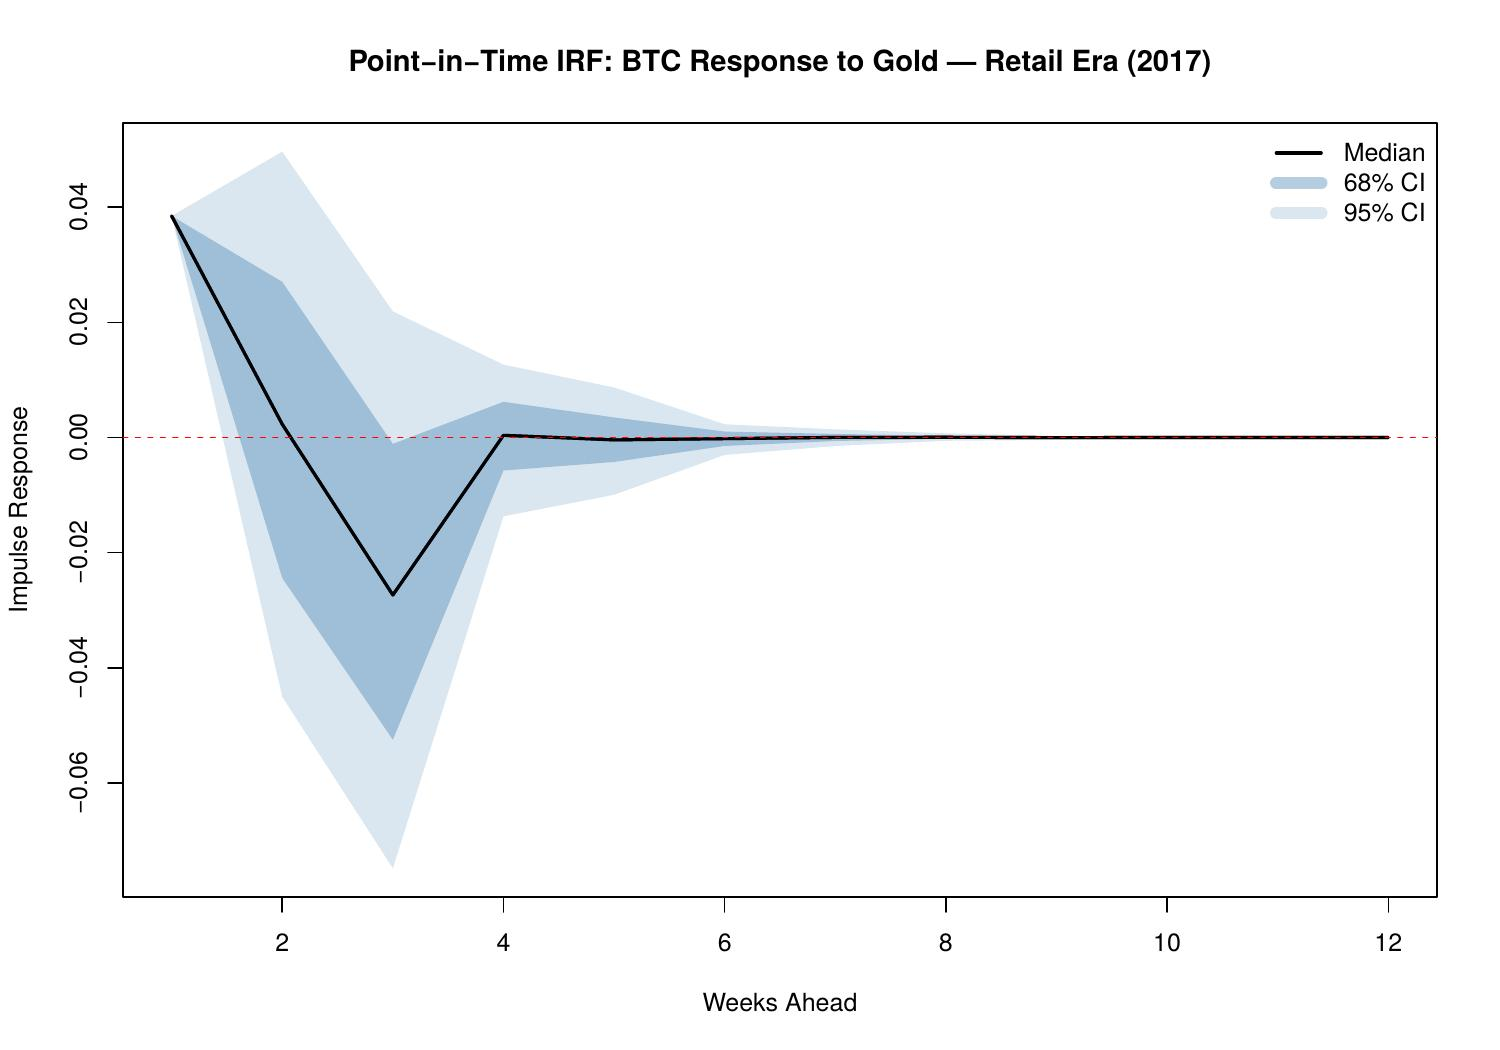 Point−in−Time IRF: BTC Response to Gold — Retail Era (2017)
Median
68% CI
95% CI
Impulse Response
0.04
0.02
0.00
−0.02
−0.04
−0.06
2 4 6 8 10 12
Weeks Ahead